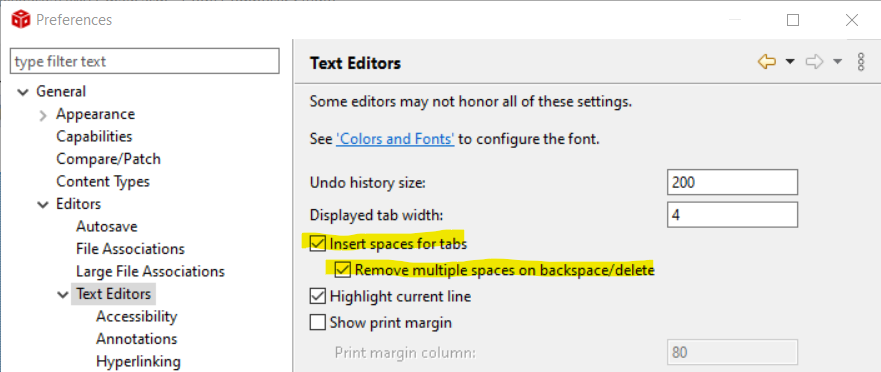 Preferences
type filter text
General
Appearance
Capabilities
Compare/Patch
Content Types
Editors
Autosave
File Associations
Large File Associations
Text Editors
Accessibility
Annotations
Hyperlinking
Text Editors
Some editors may not honor all of these settings.
See 'Colors and Fonts' to configure the font.
Undo history size: 200
Displayed tab width: 4
Insert spaces for tabs
Remove multiple spaces on backspace/delete
Highlight current line
Show print margin
Print margin column: 80